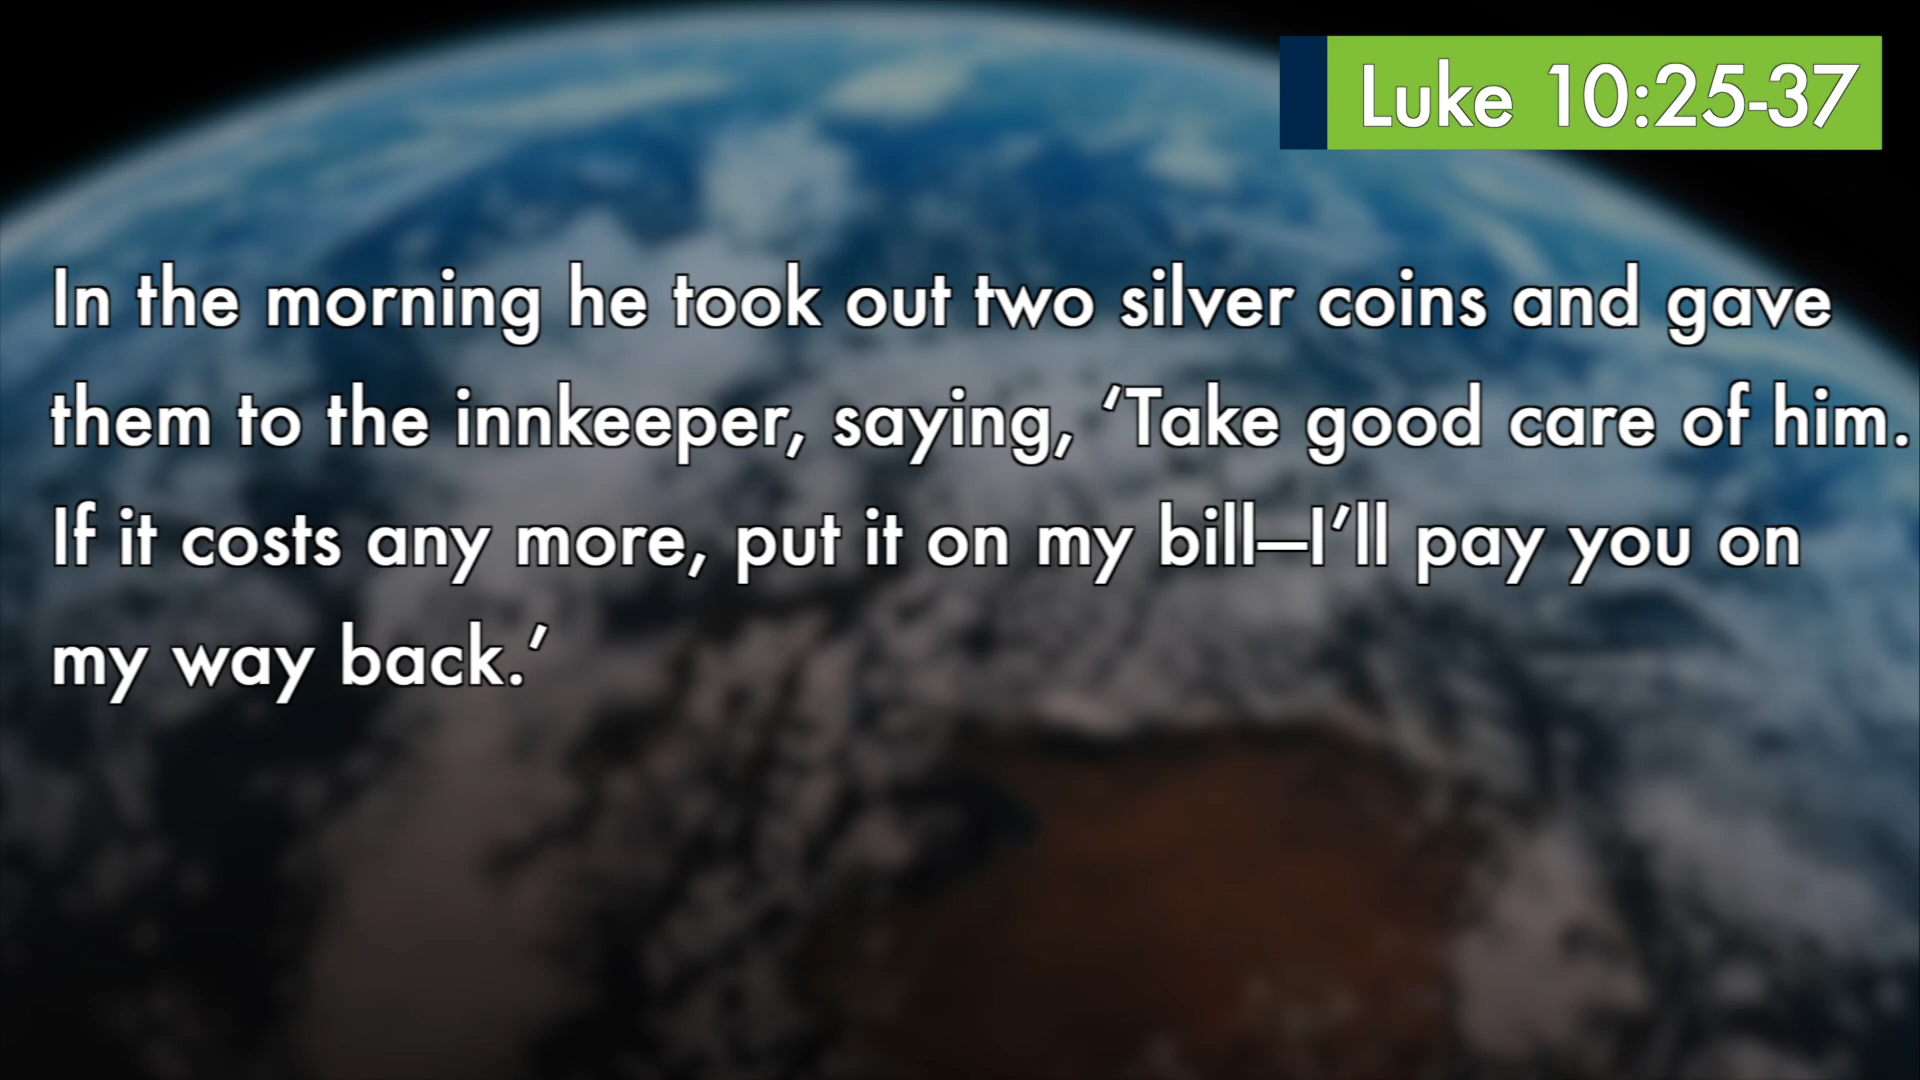 Luke 10:25-37
In the morning he took out two silver coins and gave
them to the innkeeper, saying, ‘Take good care of him.
If it costs any more, put it on my bill—I’ll pay you on
my way back.’